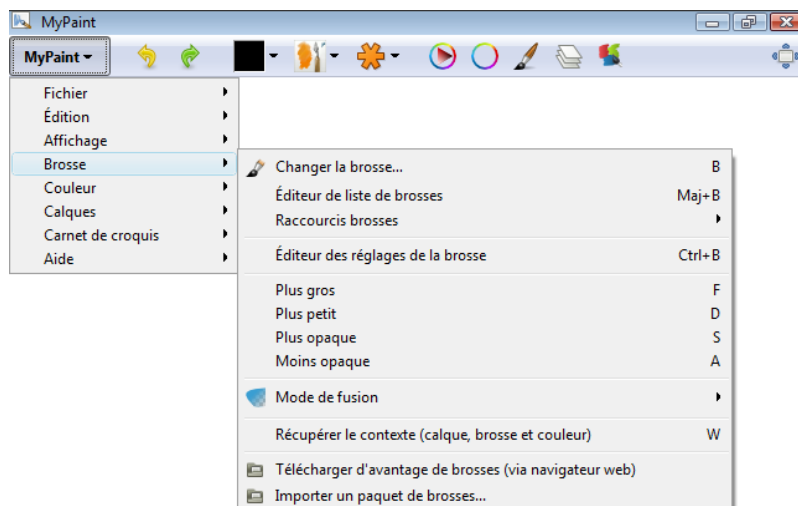 MyPaint
MyPaint
Fichier
Édition
Affichage
Brosse
Couleur
Calques
Carnet de croquis
Aide
Changer la brosse... B
Éditeur de liste de brosses Maj+B
Raccourcis brosses
Éditeur des réglages de la brosse Ctrl+B
Plus gros F
Plus petit D
Plus opaque S
Moins opaque A
Mode de fusion
Récupérer le contexte (calque, brosse et couleur) W
Télécharger d'avantage de brosses (via navigateur web)
Importer un paquet de brosses...